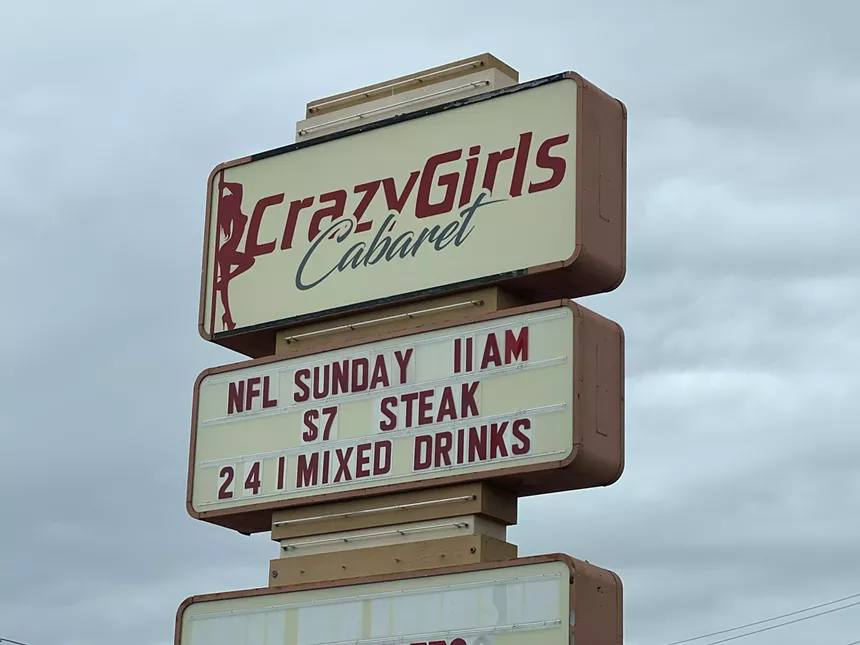 CrazyGirls
Cabaret
NFL SUNDAY 11AM
$7 STEAK
2 4 1 MIXED DRINKS